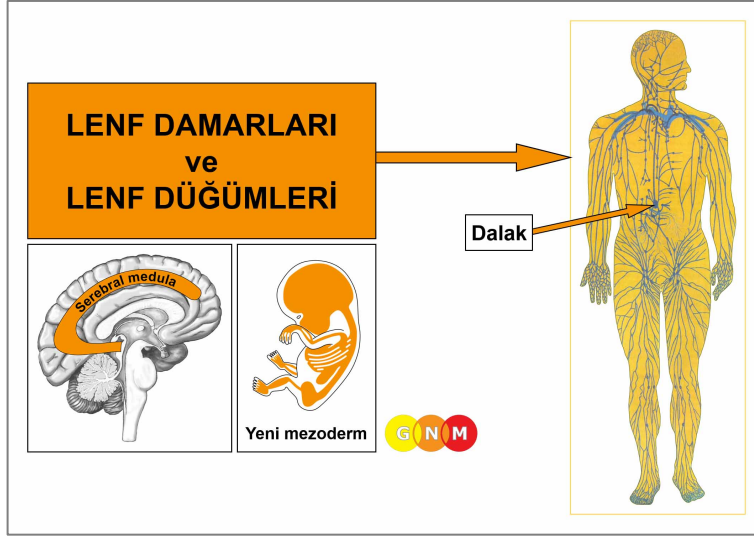 LENF DAMARLARI
ve
LENF DÜĞÜMLERİ
Dalak
Serebral medula
Yeni mezoderm
G N M